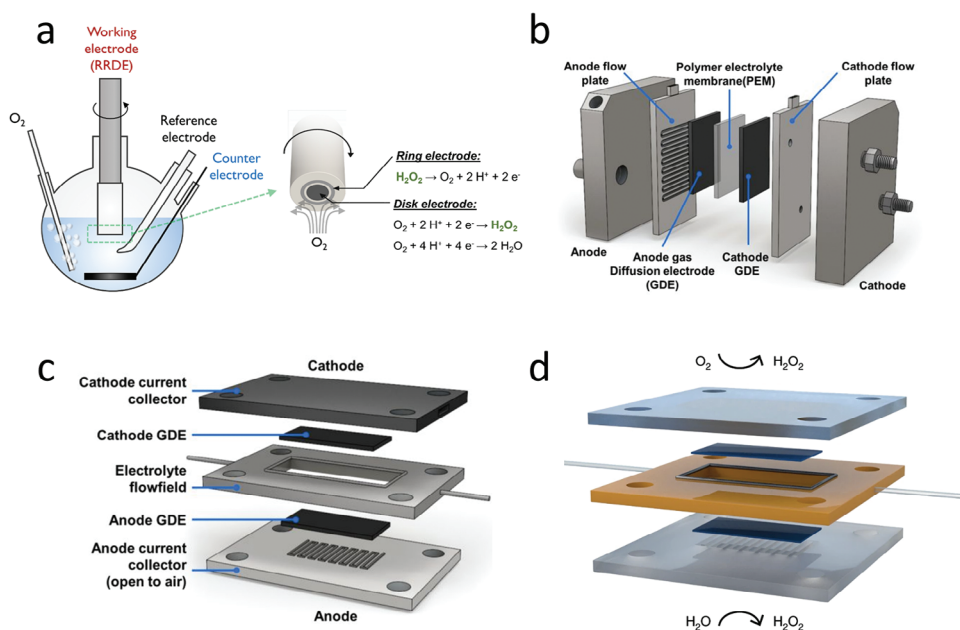 a
Working
electrode
(RRDE)
O₂
Reference
electrode
Counter
electrode
Ring electrode:
H₂O₂ → O₂ + 2 H⁺ + 2 e⁻
Disk electrode:
O₂ + 2 H⁺ + 2 e⁻ → H₂O₂
O₂ + 4 H⁺ + 4 e⁻ → 2 H₂O
O₂
b
Anode flow
plate
Polymer electrolyte
membrane(PEM)
Cathode flow
plate
Anode
Anode gas
Diffusion electrode
(GDE)
Cathode
GDE
Cathode
c
Cathode
Cathode current
collector
Cathode GDE
Electrolyte
flowfield
Anode GDE
Anode current
collector
(open to air)
Anode
d
O₂ H₂O₂
H₂O H₂O₂